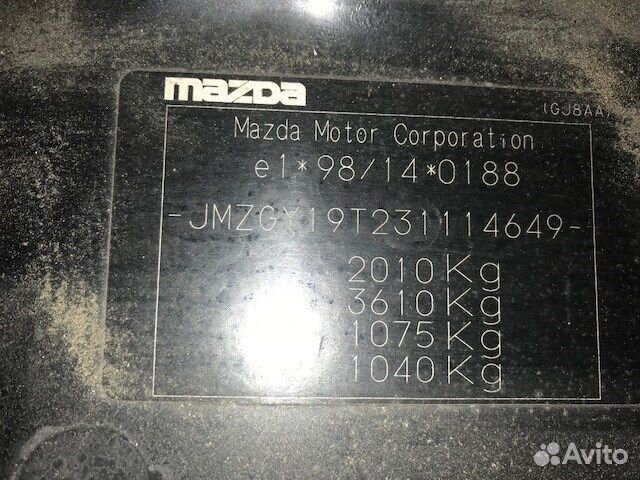 mazda
(GJ8AA)
Mazda Motor Corporation
e1*98/14*0188
-JMZGY19T231114649-
2010Kg
3610Kg
1075Kg
1040Kg
Avito